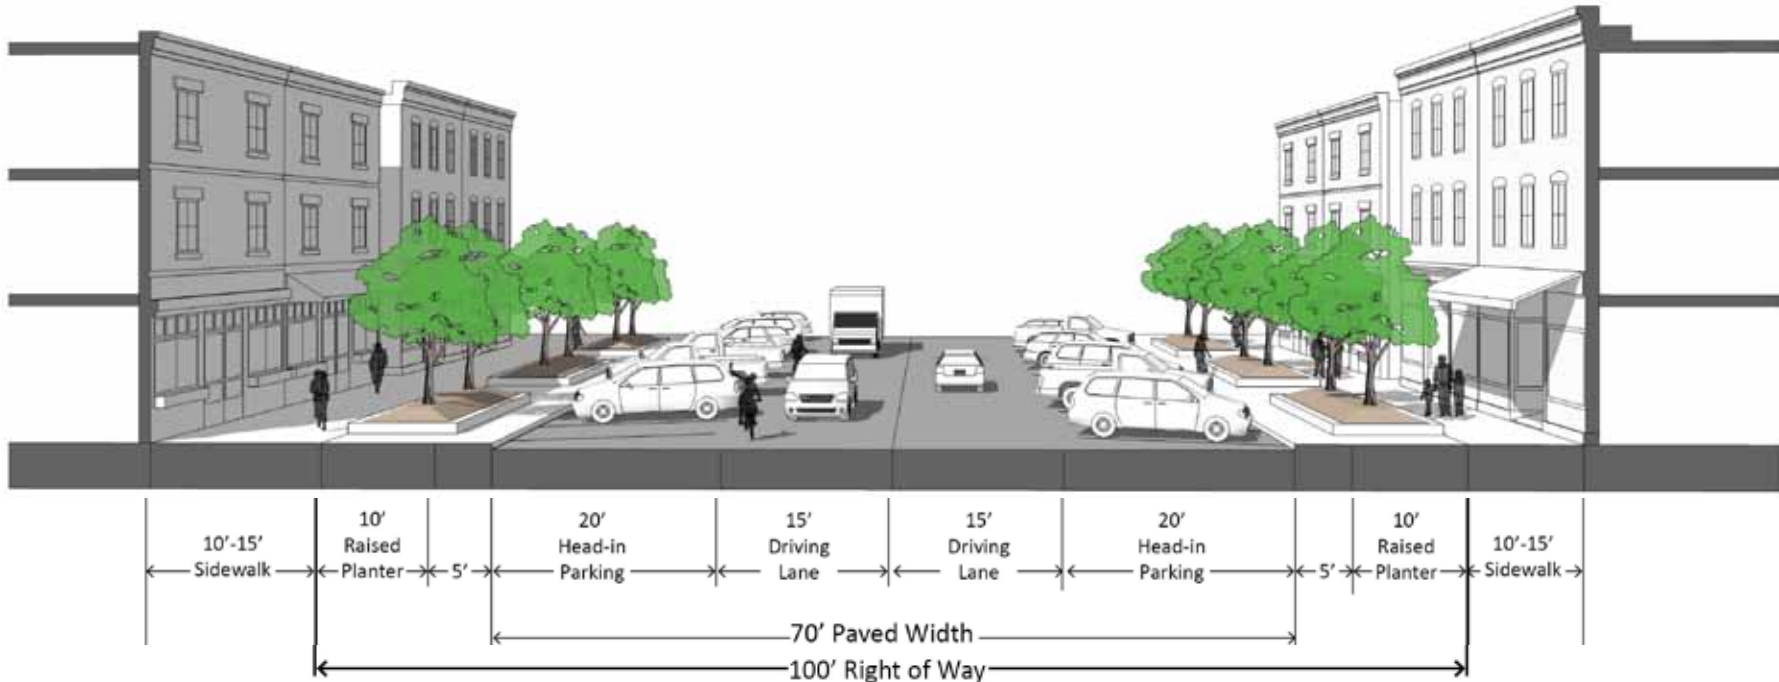 10'-15'
Sidewalk
10'
Raised
Planter
5'
20'
Head-in
Parking
15'
Driving
Lane
15'
Driving
Lane
20'
Head-in
Parking
5'
10'
Raised
Planter
10'-15'
Sidewalk
70' Paved Width
100' Right of Way